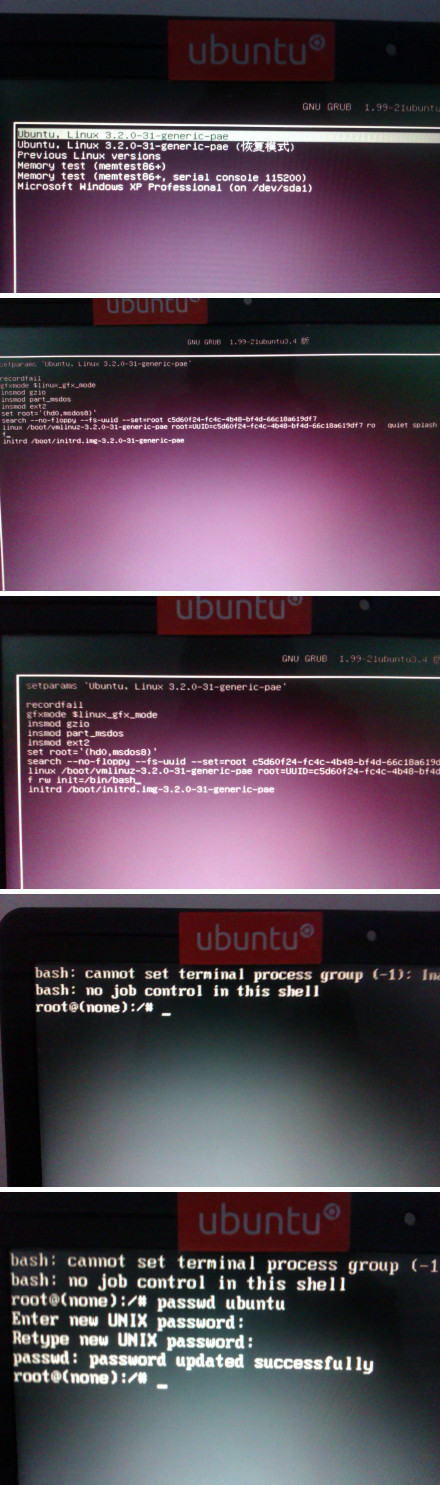 ubuntu
GNU GRUB 1.99-21ubuntu
Ubuntu, Linux 3.2.0-31-generic-pae
Ubuntu, Linux 3.2.0-31-generic-pae (恢复模式)
Previous Linux versions
Memory test (memtest86+)
Memory test (memtest86+, serial console 115200)
Microsoft Windows XP Professional (on /dev/sda1)
ubuntu
GNU GRUB 1.99-21ubuntu3.4 版
setparams 'Ubuntu, Linux 3.2.0-31-generic-pae'
recordfail
gfxmode $linux_gfx_mode
insmod gzio
insmod part_msdos
insmod ext2
set root='(hd0,msdos8)'
search --no-floppy --fs-uuid --set=root c5d60f24-fc4c-4b48-bf4d-66c18a619df7
linux /boot/vmlinuz-3.2.0-31-generic-pae root=UUID=c5d60f24-fc4c-4b48-bf4d-66c18a619df7 ro quiet splash
f_
initrd /boot/initrd.img-3.2.0-31-generic-pae
ubuntu
GNU GRUB 1.99-21ubuntu3.4
setparams 'Ubuntu, Linux 3.2.0-31-generic-pae'
recordfail
gfxmode $linux_gfx_mode
insmod gzio
insmod part_msdos
insmod ext2
set root='(hd0,msdos8)'
search --no-floppy --fs-uuid --set=root c5d60f24-fc4c-4b48-bf4d
linux /boot/vmlinuz-3.2.0-31-generic-pae root=UUID=c5d60f24-fc4c-4b48-bf4d
f rw init=/bin/bash_
initrd /boot/initrd.img-3.2.0-31-generic-pae
ubuntu
bash: cannot set terminal process group (-1): Ina
bash: no job control in this shell
root@(none):/# _
ubuntu
bash: cannot set terminal process group (-1
bash: no job control in this shell
root@(none):/# passwd ubuntu
Enter new UNIX password:
Retype new UNIX password:
passwd: password updated successfully
root@(none):/# _